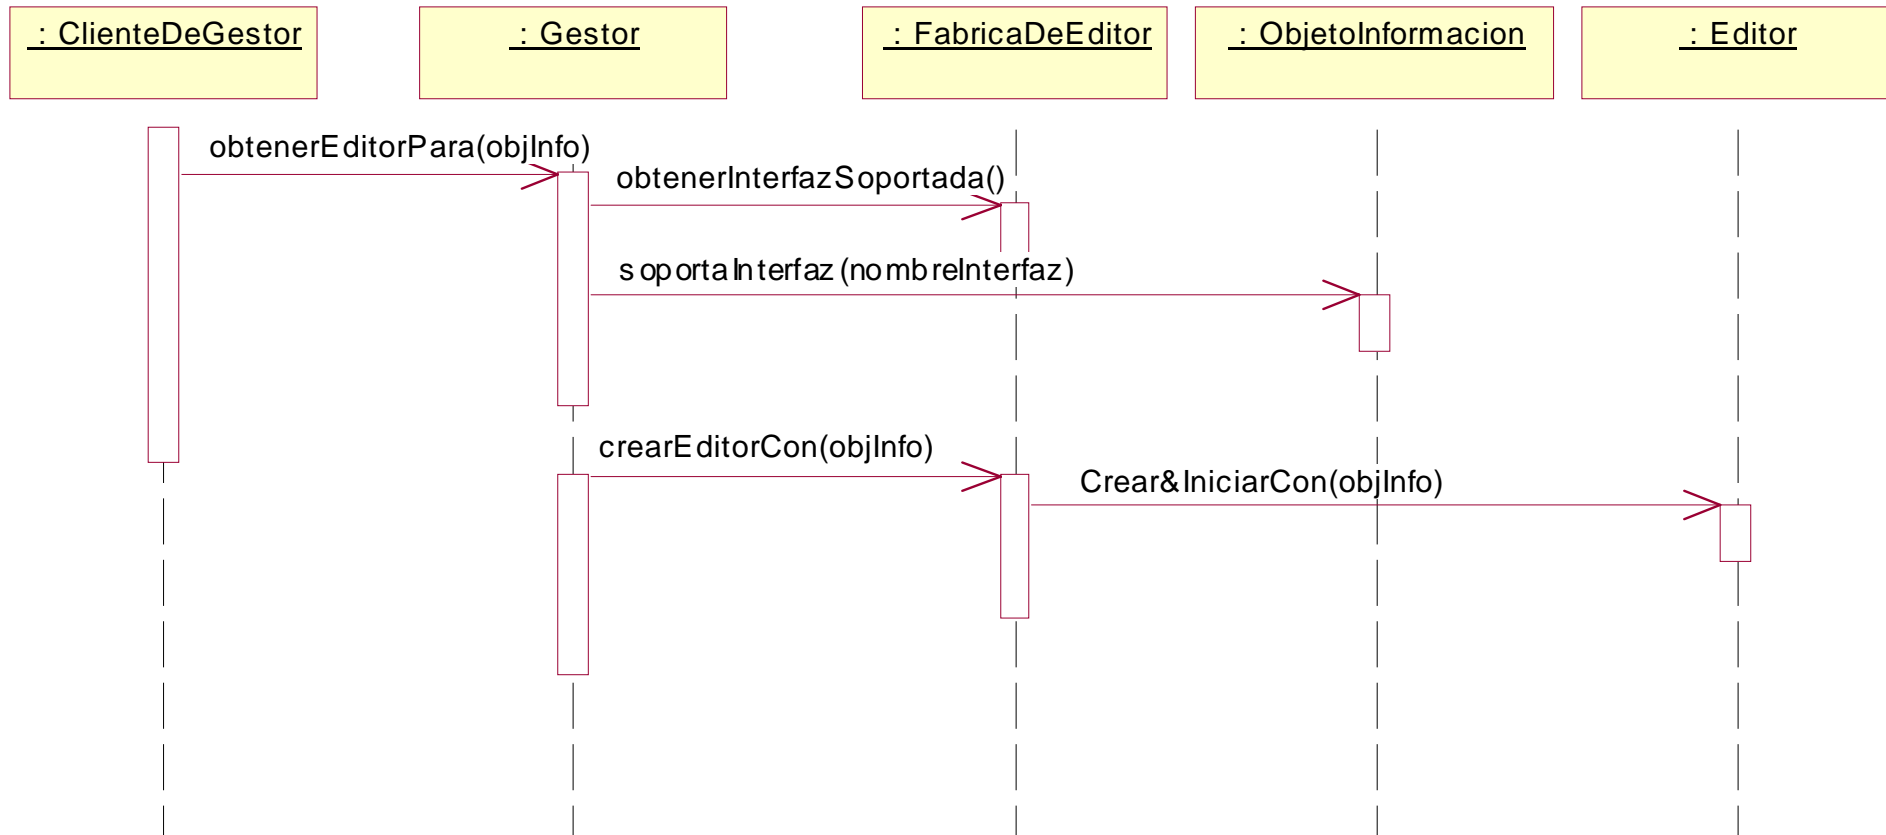 : ClienteDeGestor
: Gestor
: FabricaDeEditor
: ObjetoInformacion
: Editor
obtenerEditorPara(objInfo)
obtenerInterfazSoportada()
soportaInterfaz(nombreInterfaz)
crearEditorCon(objInfo)
Crear&IniciarCon(objInfo)